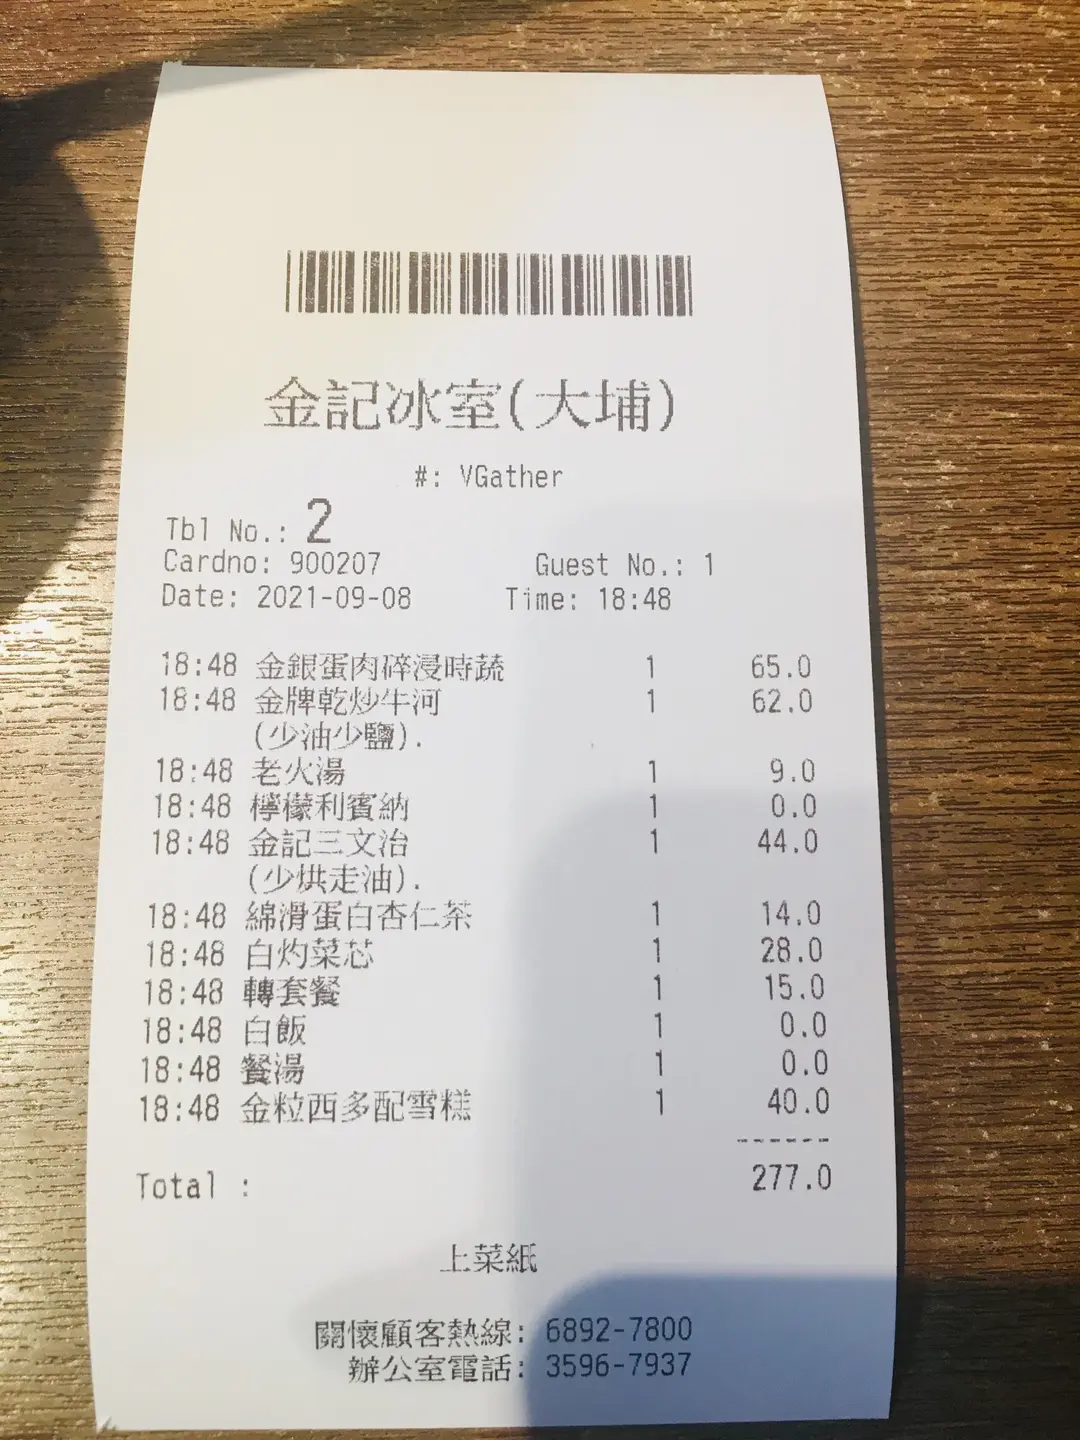 金記冰室(大埔)
#: VGather
Tbl No.: 2
Cardno: 900207 Guest No.: 1
Date: 2021-09-08 Time: 18:48
18:48 金銀蛋肉碎浸時蔬 1 65.0
18:48 金牌乾炒牛河 1 62.0
(少油少鹽).
18:48 老火湯 1 9.0
18:48 檸檬利賓納 1 0.0
18:48 金記三文治 1 44.0
(少烘走油).
18:48 綿滑蛋白杏仁茶 1 14.0
18:48 白灼菜芯 1 28.0
18:48 轉套餐 1 15.0
18:48 白飯 1 0.0
18:48 餐湯 1 0.0
18:48 金粒西多配雪糕 1 40.0
------
Total : 277.0
上菜紙
關懷顧客熱線: 6892-7800
辦公室電話: 3596-7937